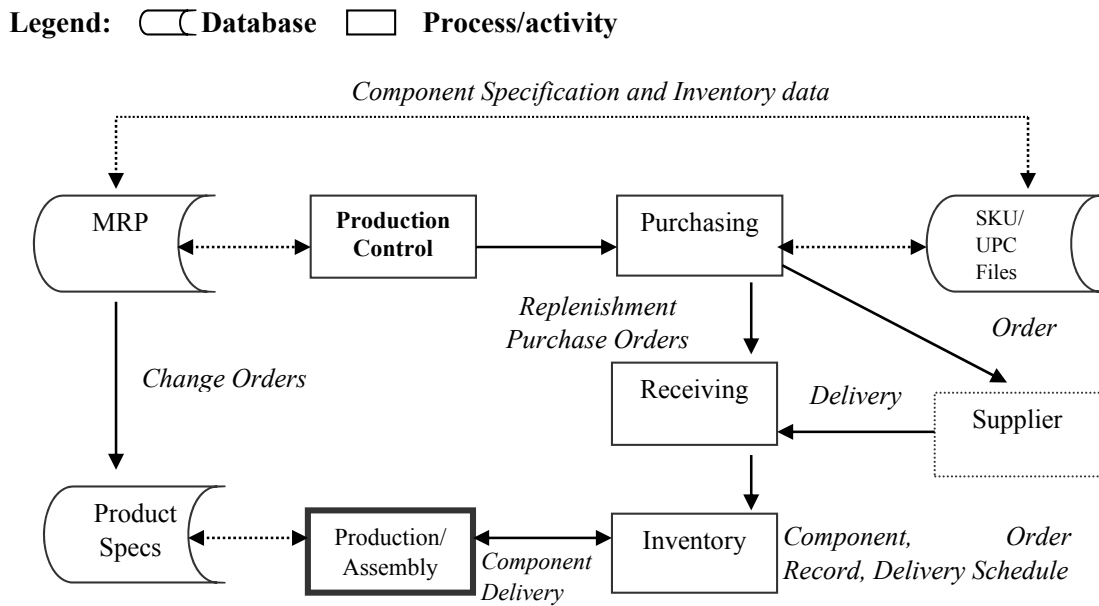 Legend: Database Process/activity
Component Specification and Inventory data
MRP
Production
Control
Purchasing
SKU/
UPC
Files
Replenishment
Purchase Orders
Order
Change Orders
Receiving
Delivery
Supplier
Product
Specs
Production/
Assembly
Component
Delivery
Inventory
Component, Order
Record, Delivery Schedule